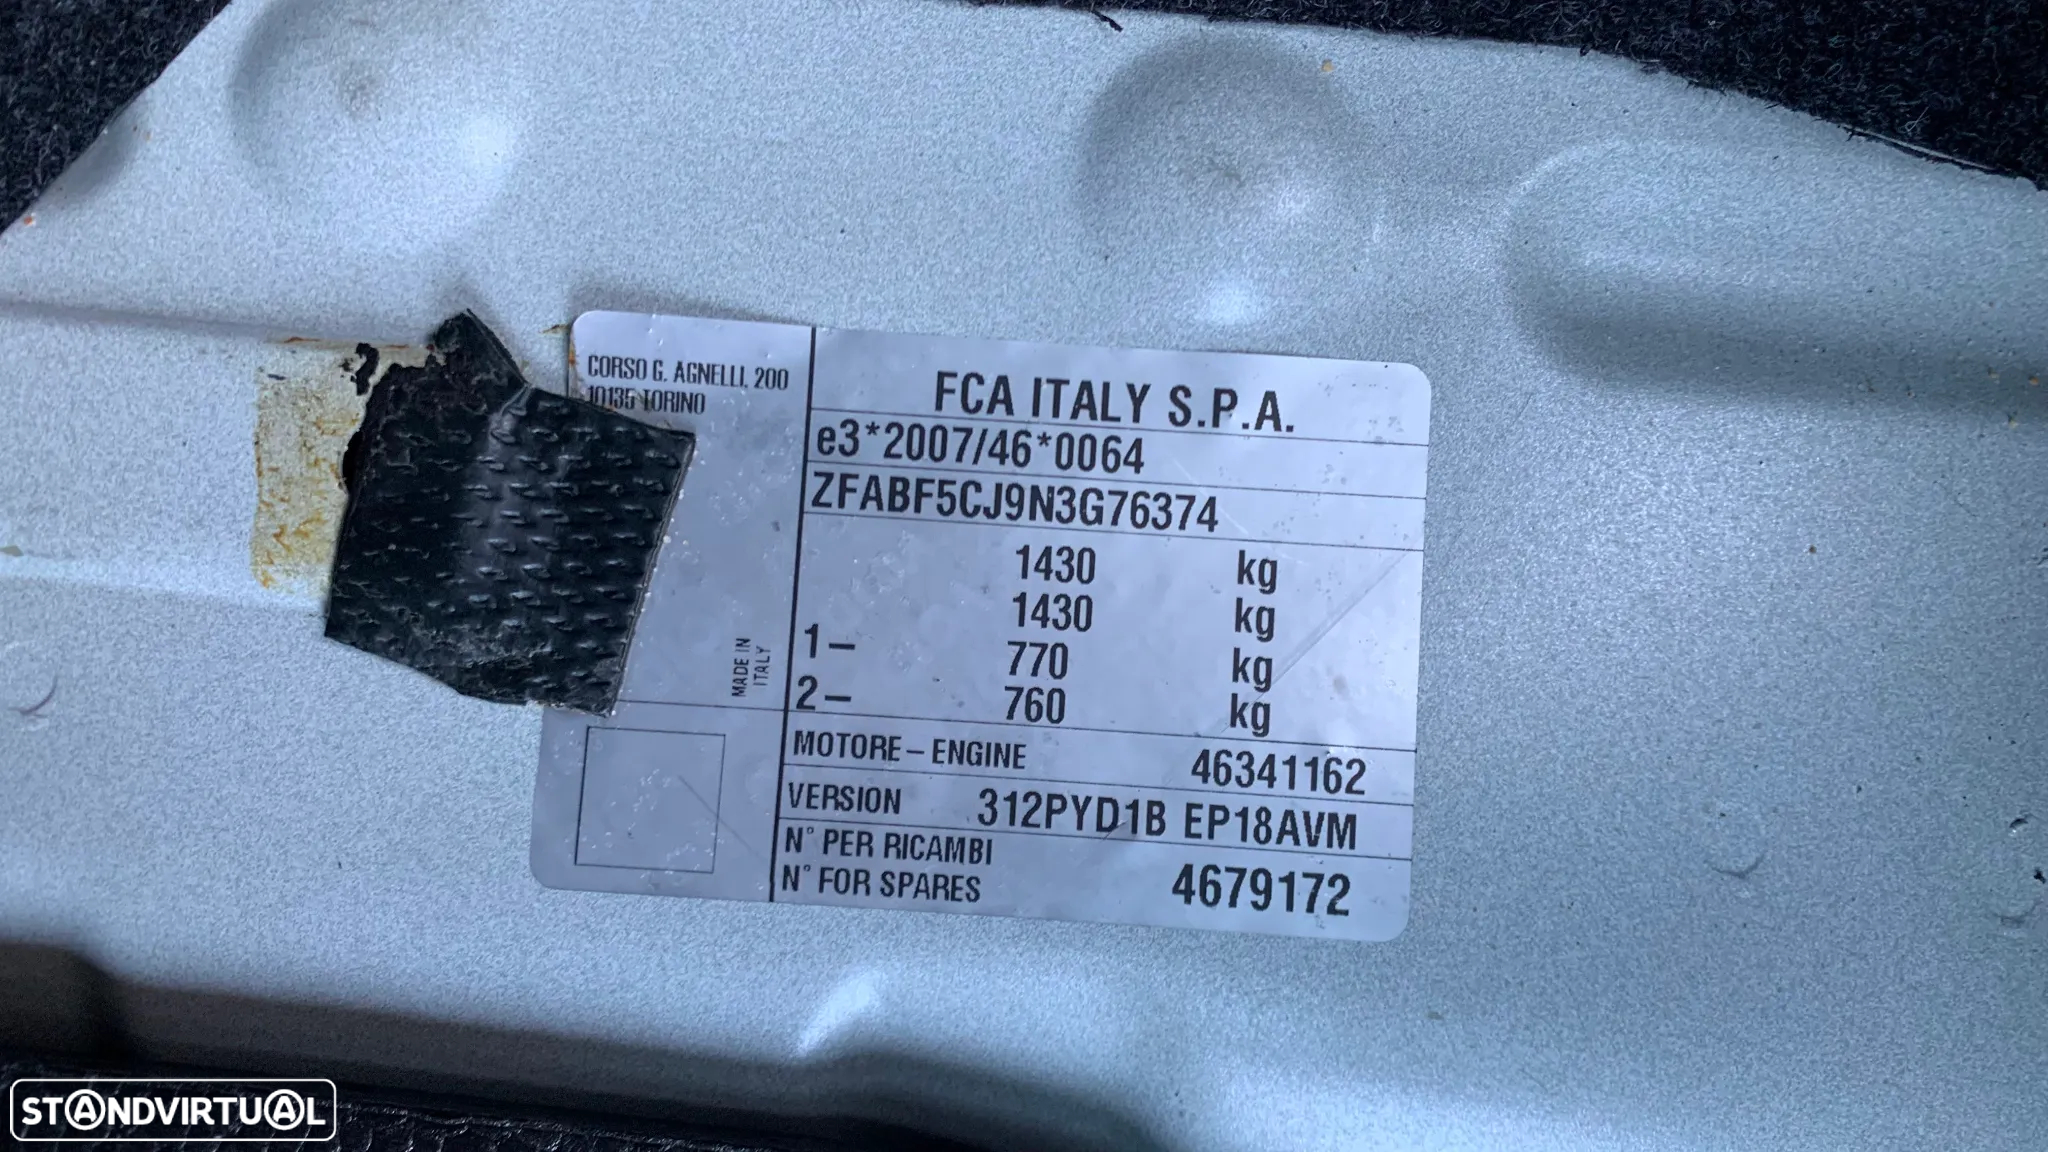 CORSO G. AGNELLI, 200
10135 TORINO
FCA ITALY S.P.A.
e3*2007/46*0064
ZFABF5CJ9N3G76374
1430 kg
1430 kg
1– 770 kg
2– 760 kg
MADE IN
ITALY
MOTORE – ENGINE 46341162
VERSION 312PYD1B EP18AVM
N° PER RICAMBI
N° FOR SPARES 4679172
STANDVIRTUAL